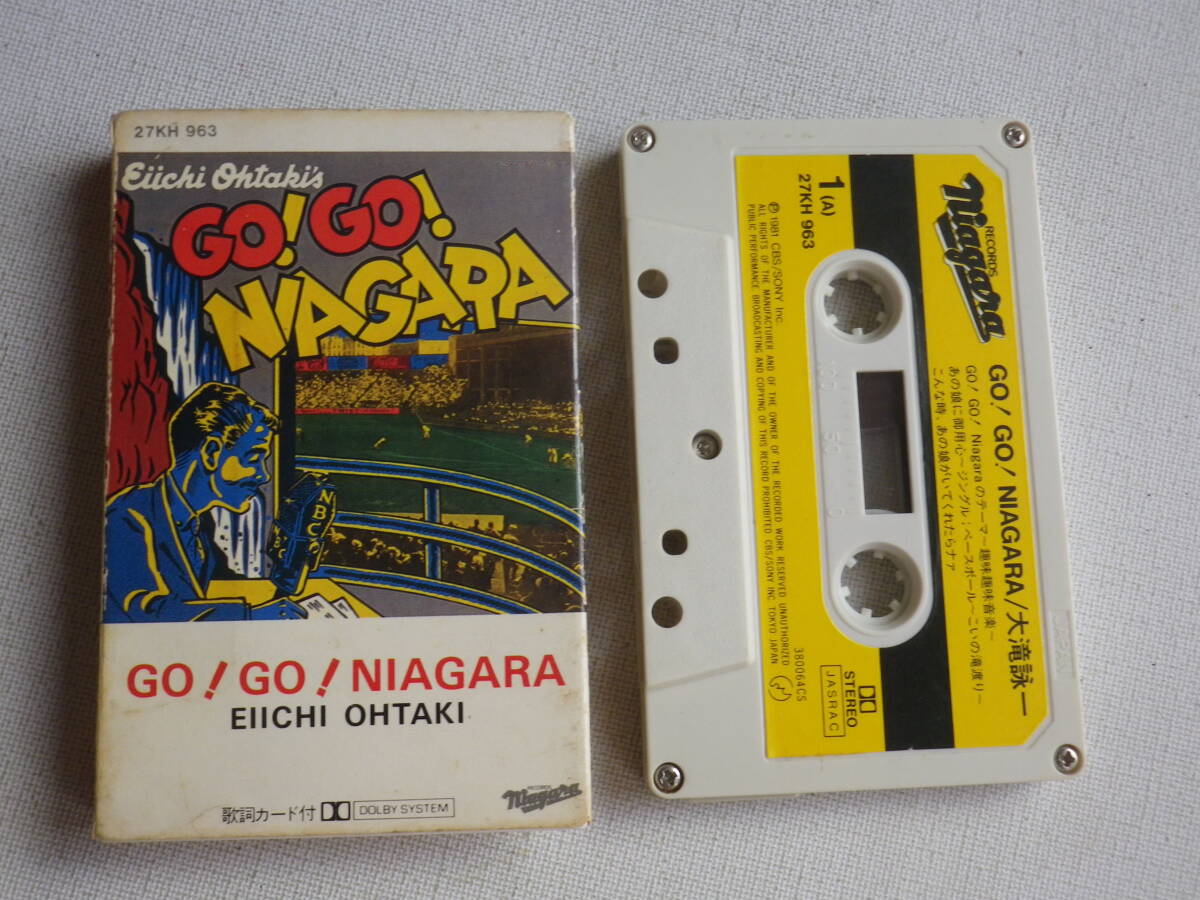 27KH 963
Eiichi Ohtaki's
GO! GO!
NIAGARA
NBC
GO! GO! NIAGARA
EIICHI OHTAKI
歌詞カード付
DOLBY SYSTEM
RECORDS
Niagara
RECORDS
Niagara
GO! GO! NIAGARA/大滝詠一
GO! GO! Niagaraのテーマ〜趣味趣味音楽〜
あの娘に御用心〜ジングル;ベースボール〜こいの滝渡り〜
こんな時、あの娘がいてくれたらナァ
1(A)
27KH 963
Ⓟ1981 CBS/SONY Inc.
ALL RIGHTS OF THE MANUFACTURER AND OF THE OWNER OF THE RECORDED WORK RESERVED UNAUTHORIZED
PUBLIC PERFORMANCE BROADCASTING AND COPYING OF THIS RECORD PROHIBITED CBS/SONY INC. TOKYO JAPAN
380064CS
STEREO
JASRAC
50